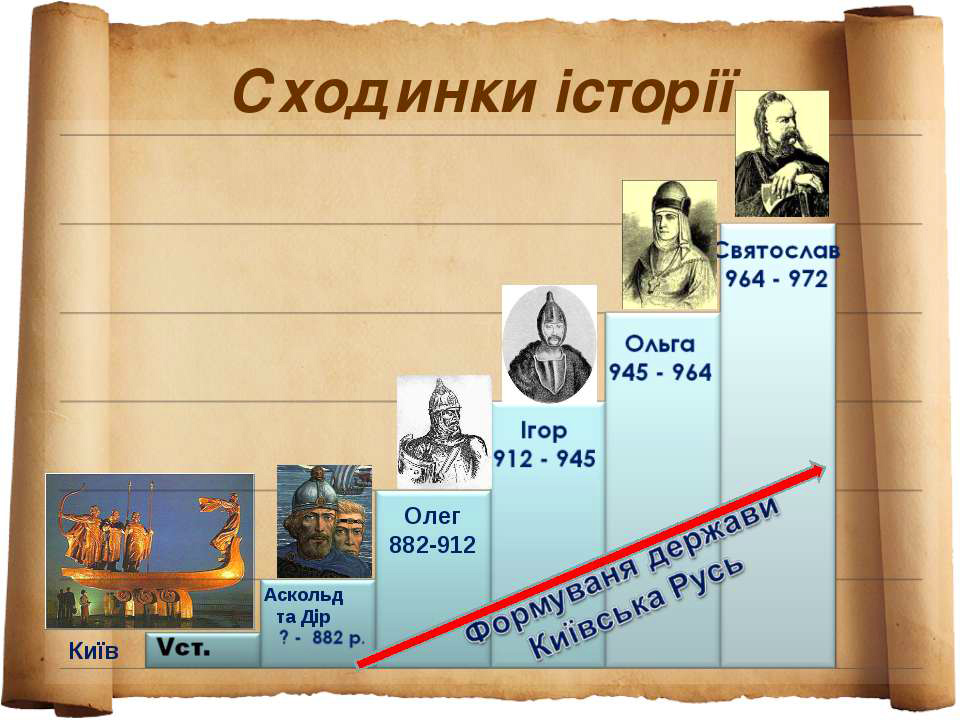 Сходинки історії
Святослав
964 - 972
Ольга
945 - 964
Ігор
912 - 945
Олег
882-912
Аскольд
та Дір
? - 882 р.
Vст.
Київ
Формуваня держави
Київська Русь